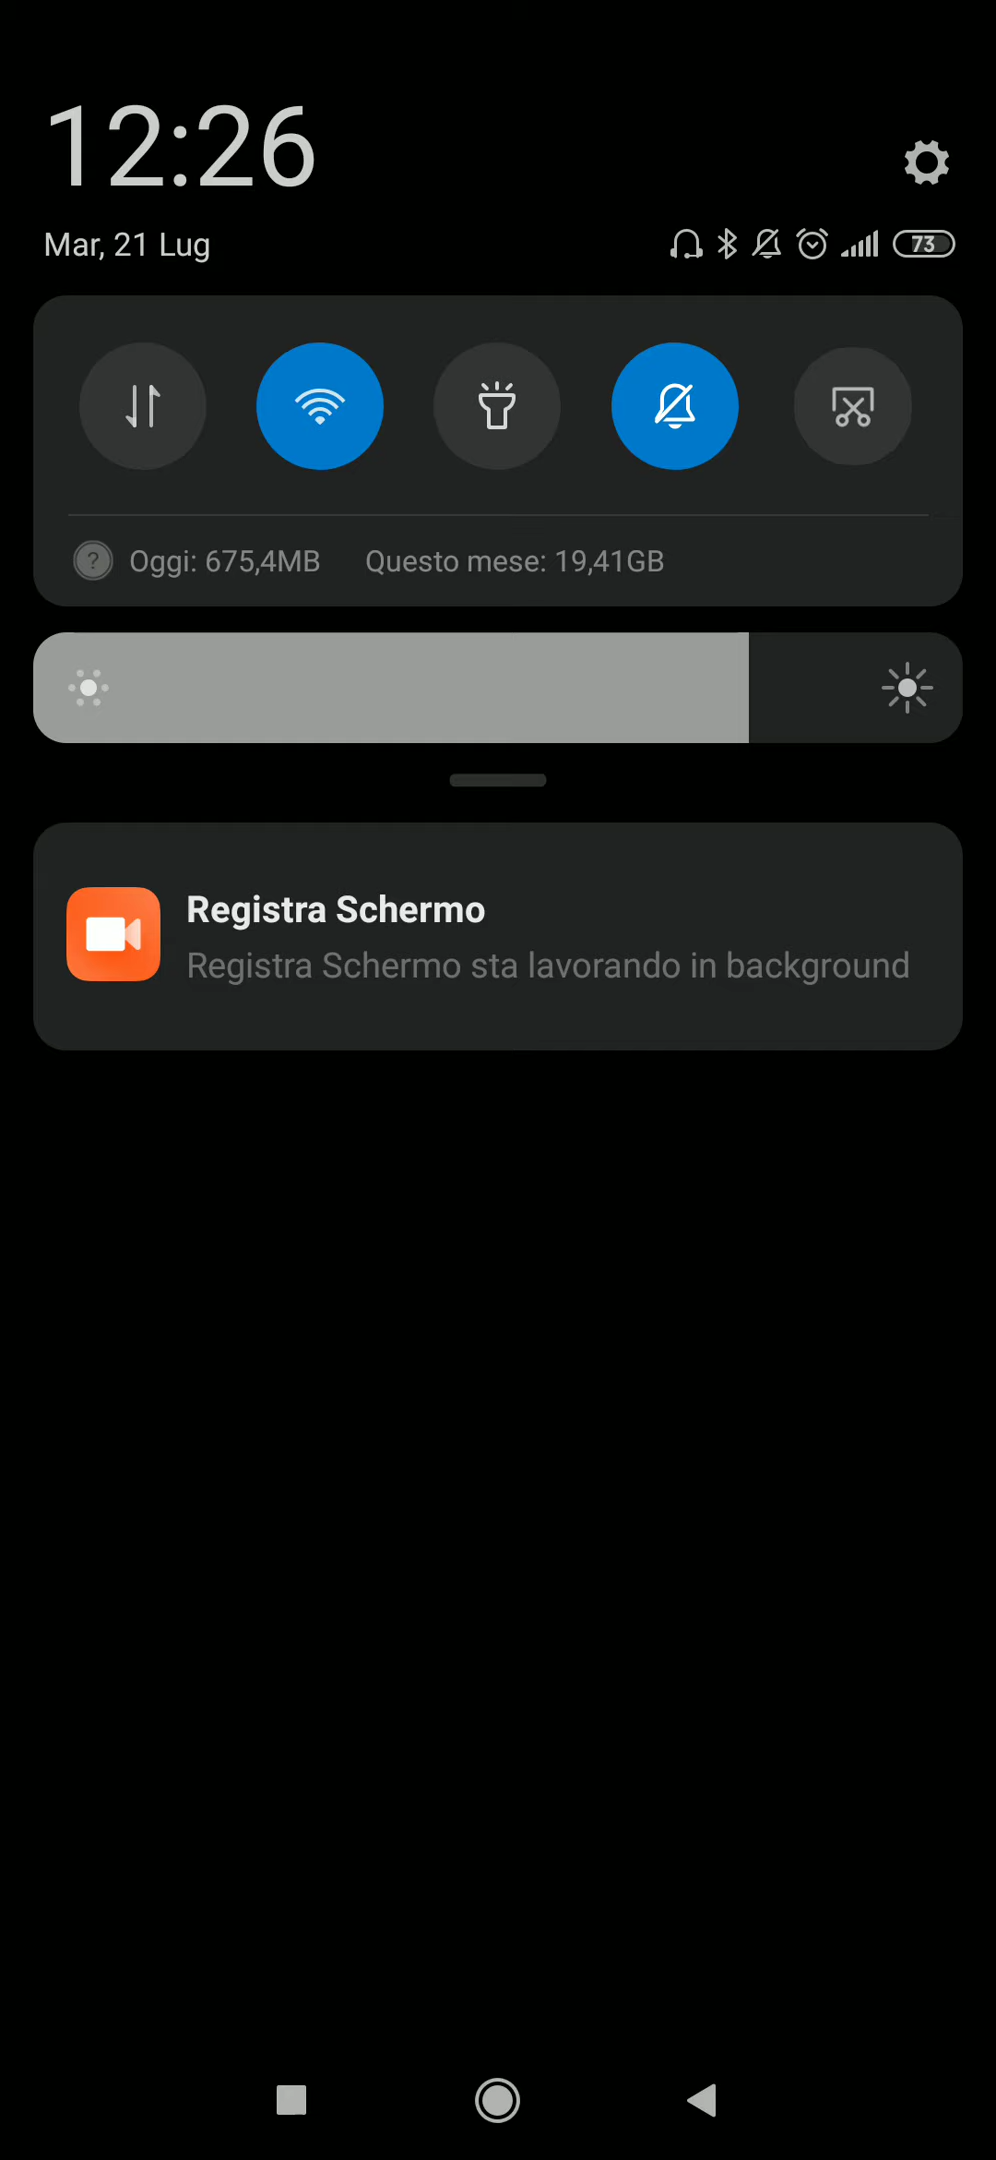 12:26
Mar, 21 Lug
73
? Oggi: 675,4MB Questo mese: 19,41GB
Registra Schermo
Registra Schermo sta lavorando in background